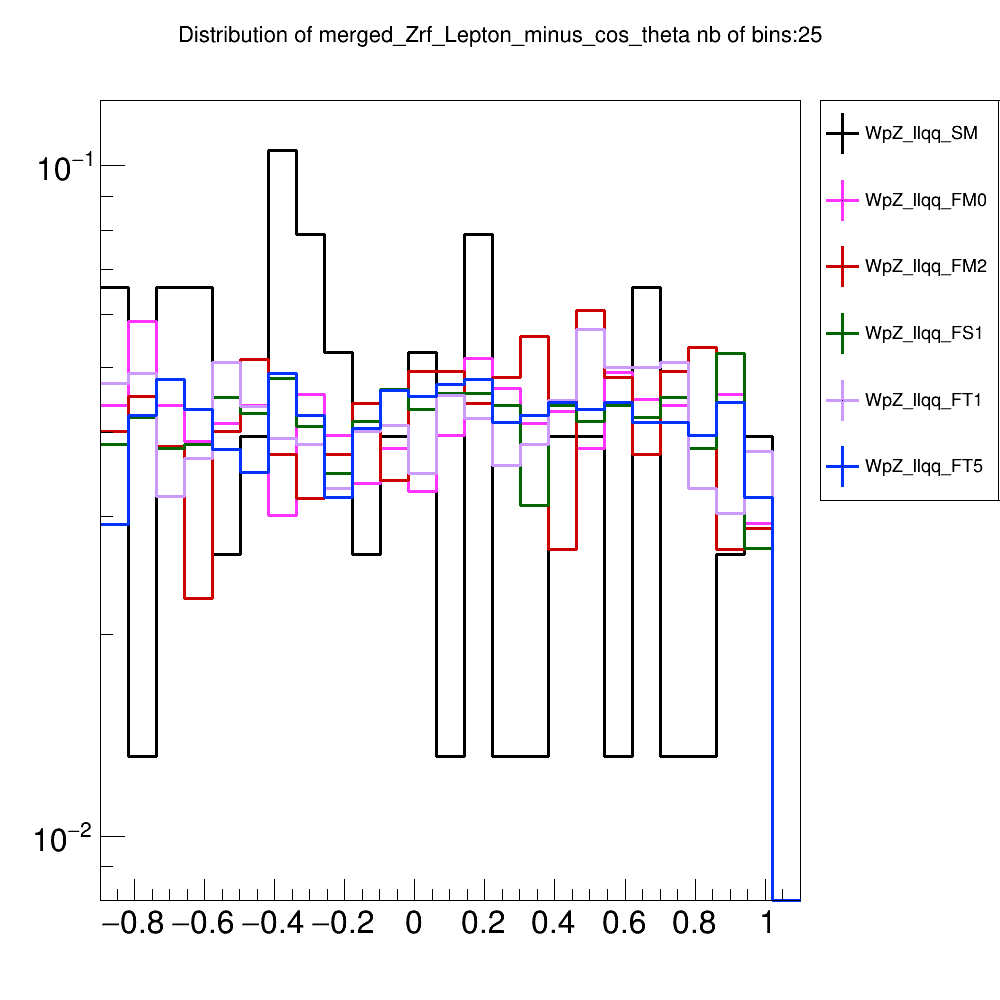 Distribution of merged_Zrf_Lepton_minus_cos_theta nb of bins:25
10⁻¹
10⁻²
−0.8 −0.6 −0.4 −0.2 0 0.2 0.4 0.6 0.8 1
WpZ_llqq_SM
WpZ_llqq_FM0
WpZ_llqq_FM2
WpZ_llqq_FS1
WpZ_llqq_FT1
WpZ_llqq_FT5